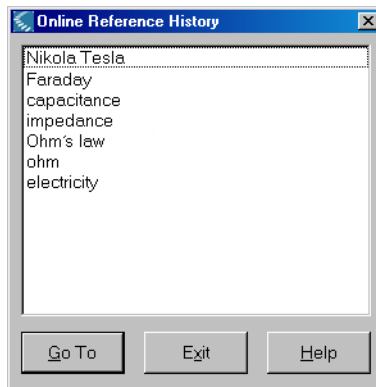 Online Reference History
Nikola Tesla
Faraday
capacitance
impedance
Ohm's law
ohm
electricity
Go To
Exit
Help